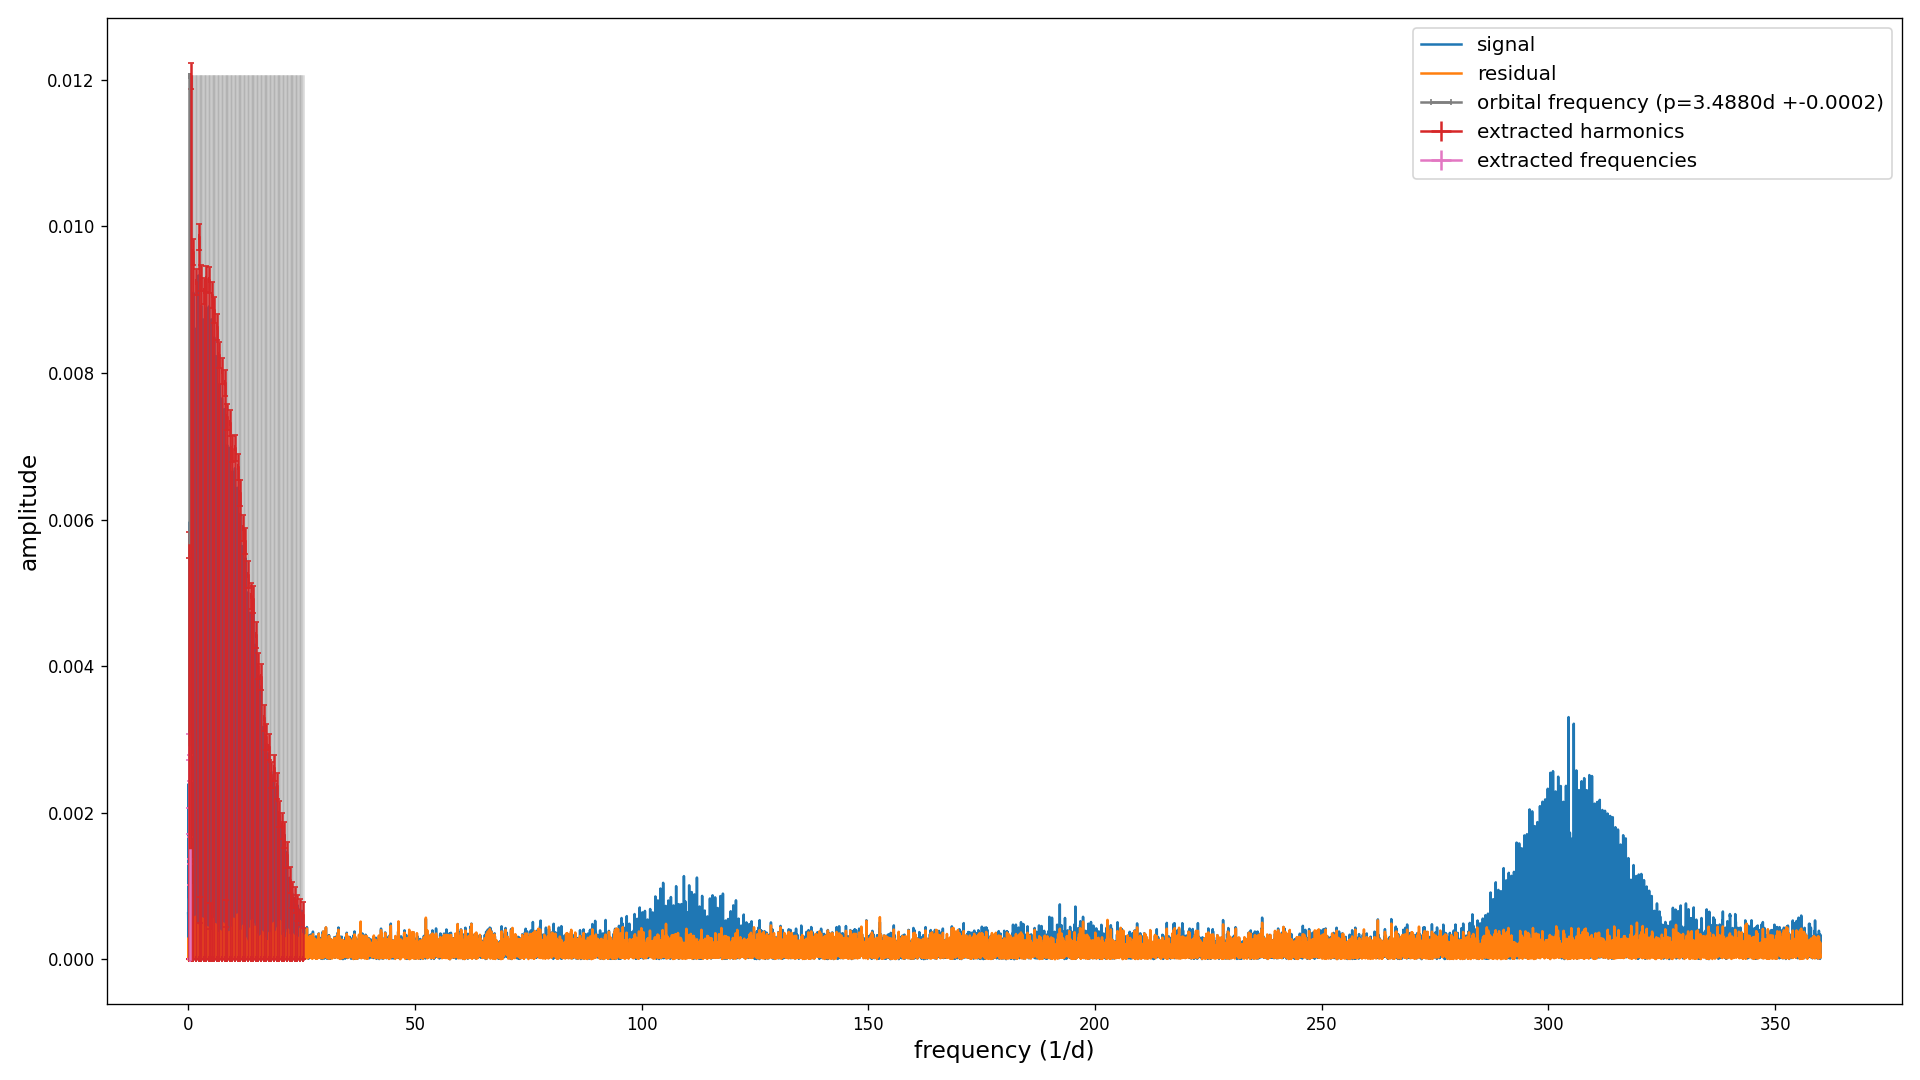 signal
residual
orbital frequency (p=3.4880d +-0.0002)
extracted harmonics
extracted frequencies
amplitude
0.012
0.010
0.008
0.006
0.004
0.002
0.000
0 50 100 150 200 250 300 350
frequency (1/d)